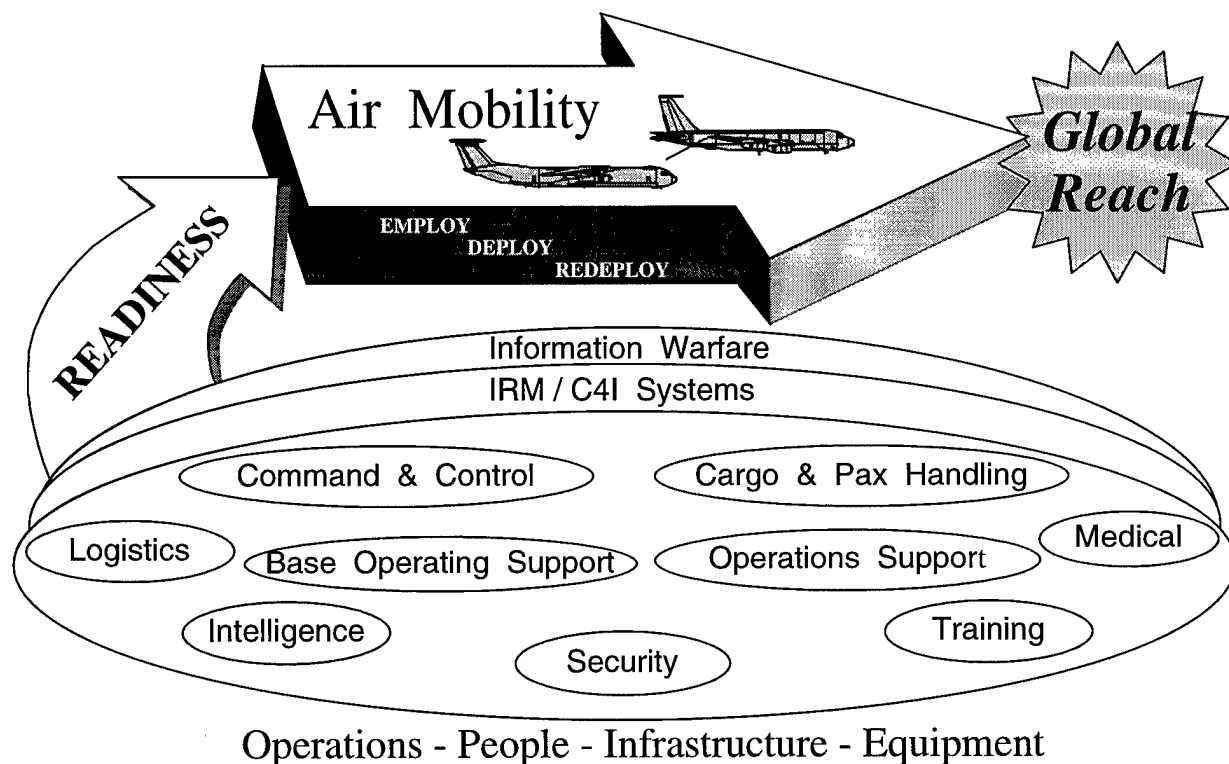 Air Mobility
Global
Reach
EMPLOY
DEPLOY
REDEPLOY
READINESS
Information Warfare
IRM / C4I Systems
Command & Control
Cargo & Pax Handling
Logistics
Base Operating Support
Operations Support
Medical
Intelligence
Training
Security
Operations - People - Infrastructure - Equipment